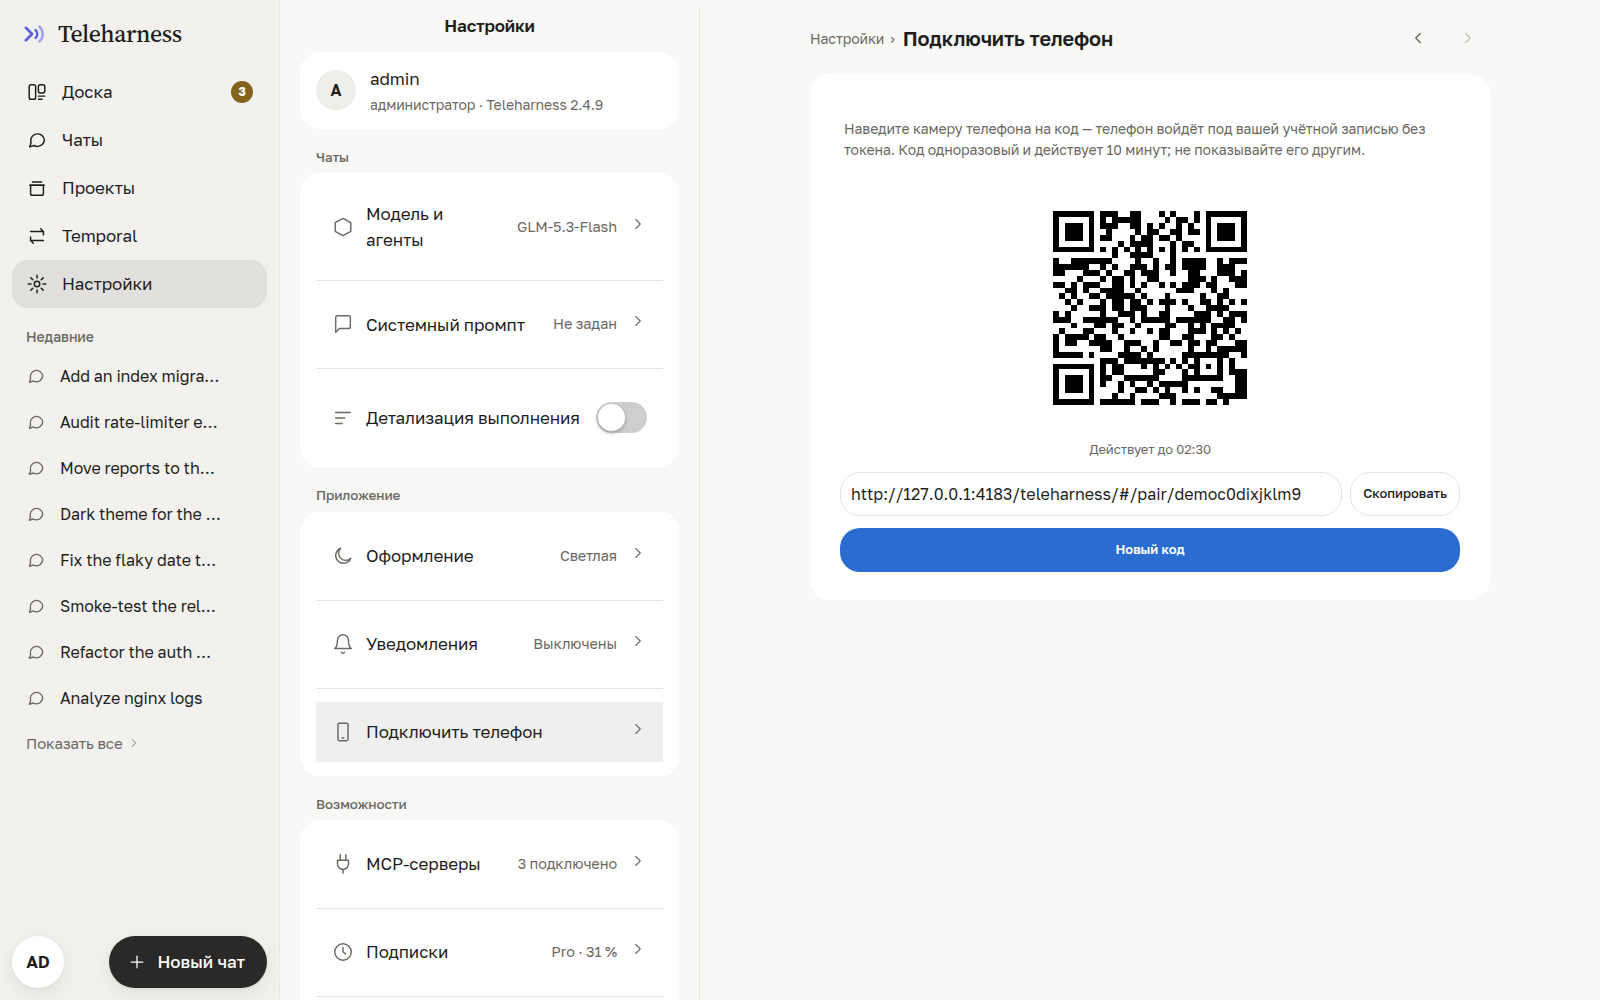 Teleharness
Доска
3
Чаты
Проекты
Temporal
Настройки
Недавние
Add an index migra...
Audit rate-limiter e...
Move reports to th...
Dark theme for the ...
Fix the flaky date t...
Smoke-test the rel...
Refactor the auth ...
Analyze nginx logs
Показать все
AD
Новый чат
Настройки
A
admin
администратор · Teleharness 2.4.9
Чаты
Модель и
агенты
GLM-5.3-Flash
Системный промпт
Не задан
Детализация выполнения
Приложение
Оформление
Светлая
Уведомления
Выключены
Подключить телефон
Возможности
MCP-серверы
3 подключено
Подписки
Pro · 31 %
Настройки › Подключить телефон
Наведите камеру телефона на код — телефон войдёт под вашей учётной записью без
токена. Код одноразовый и действует 10 минут; не показывайте его другим.
Действует до 02:30
http://127.0.0.1:4183/teleharness/#/pair/democ0dixjklm9
Скопировать
Новый код